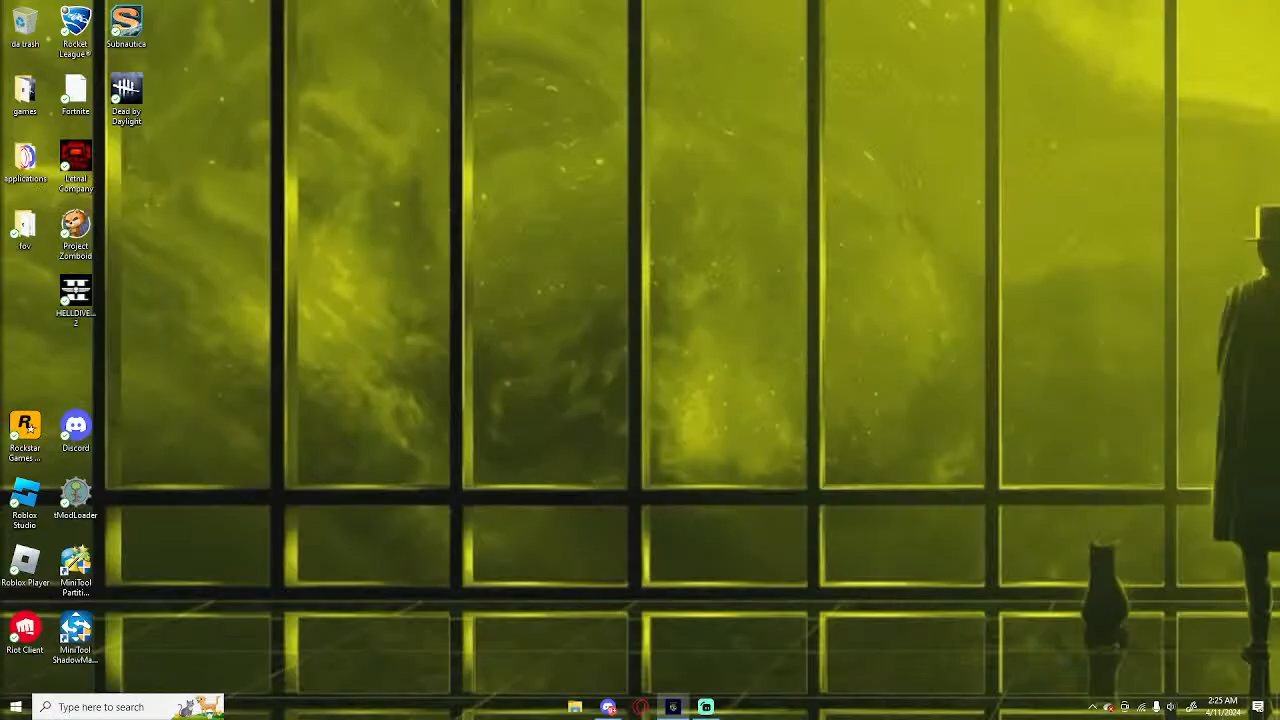 da trash
Rocket
League®
Subnautica
games
Fortnite
Dead by
Daylight
applications
Lethal
Company
fov
Project
Zomboid
HELLDIVE...
2
Rockstar
Games ...
Discord
Roblox
Studio
tModLoader
Roblox Player
MiniTool
Partiti...
Riot Client
MiniTool
ShadowMa...
Type here to search
2:25 AM
4/11/2024